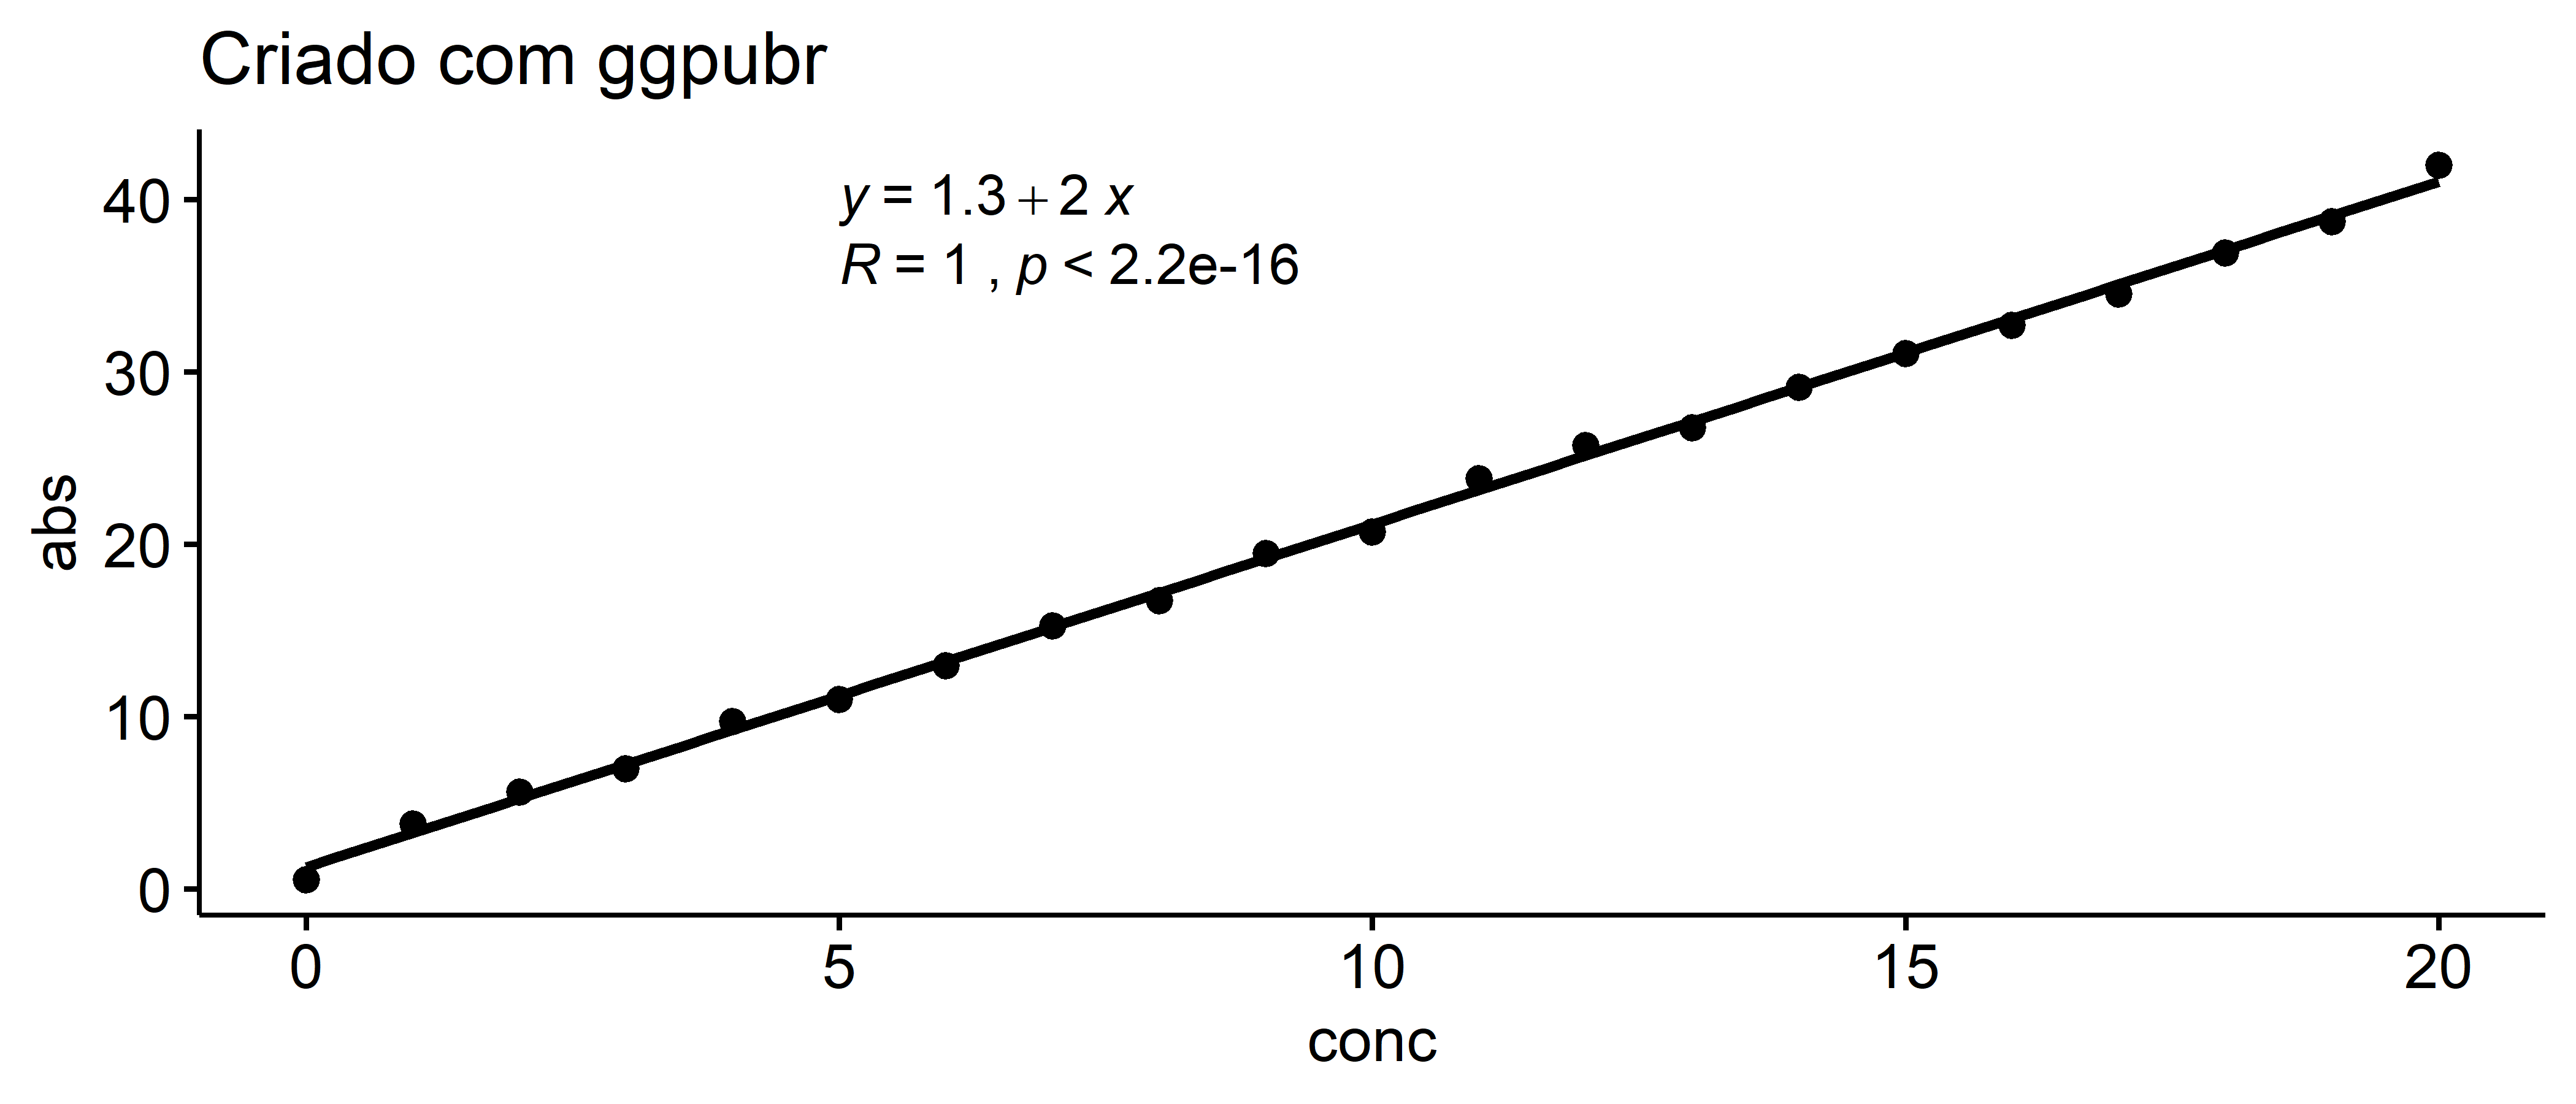 Criado com ggpubr
y = 1.3 + 2 x
R = 1 , p < 2.2e-16
40
30
20
10
0
abs
0 5 10 15 20
conc